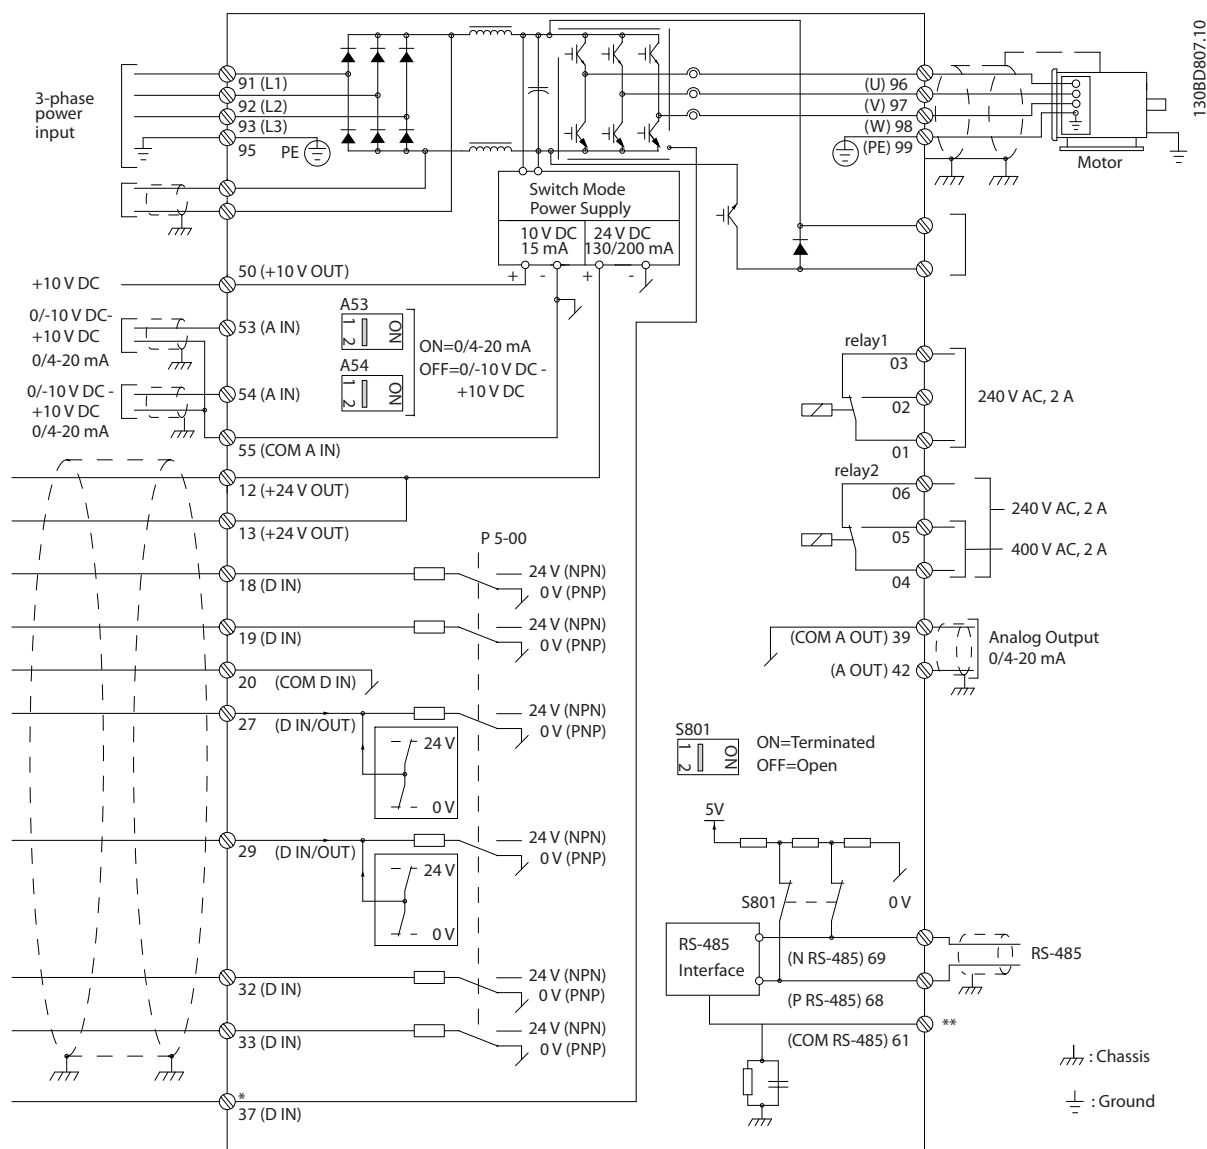 130BD807.10
3-phase
power
input
91 (L1)
92 (L2)
93 (L3)
95
PE
(U) 96
(V) 97
(W) 98
(PE) 99
Motor
Switch Mode
Power Supply
10 V DC
15 mA
24 V DC
130/200 mA
+
-
+
-
+10 V DC
50 (+10 V OUT)
0/-10 V DC-
+10 V DC
0/4-20 mA
53 (A IN)
A53
1
2
ON
A54
1
2
ON
ON=0/4-20 mA
OFF=0/-10 V DC -
+10 V DC
0/-10 V DC -
+10 V DC
0/4-20 mA
54 (A IN)
55 (COM A IN)
12 (+24 V OUT)
13 (+24 V OUT)
P 5-00
18 (D IN)
24 V (NPN)
0 V (PNP)
19 (D IN)
24 V (NPN)
0 V (PNP)
20 (COM D IN)
27 (D IN/OUT)
24 V (NPN)
0 V (PNP)
24 V
0 V
29 (D IN/OUT)
24 V (NPN)
0 V (PNP)
24 V
0 V
32 (D IN)
24 V (NPN)
0 V (PNP)
33 (D IN)
24 V (NPN)
0 V (PNP)
*
37 (D IN)
relay1
03
02
01
240 V AC, 2 A
relay2
06
05
04
240 V AC, 2 A
400 V AC, 2 A
(COM A OUT) 39
(A OUT) 42
Analog Output
0/4-20 mA
S801
1
2
ON
ON=Terminated
OFF=Open
5V
S801
0 V
RS-485
Interface
(N RS-485) 69
(P RS-485) 68
(COM RS-485) 61
RS-485
**
: Chassis
: Ground